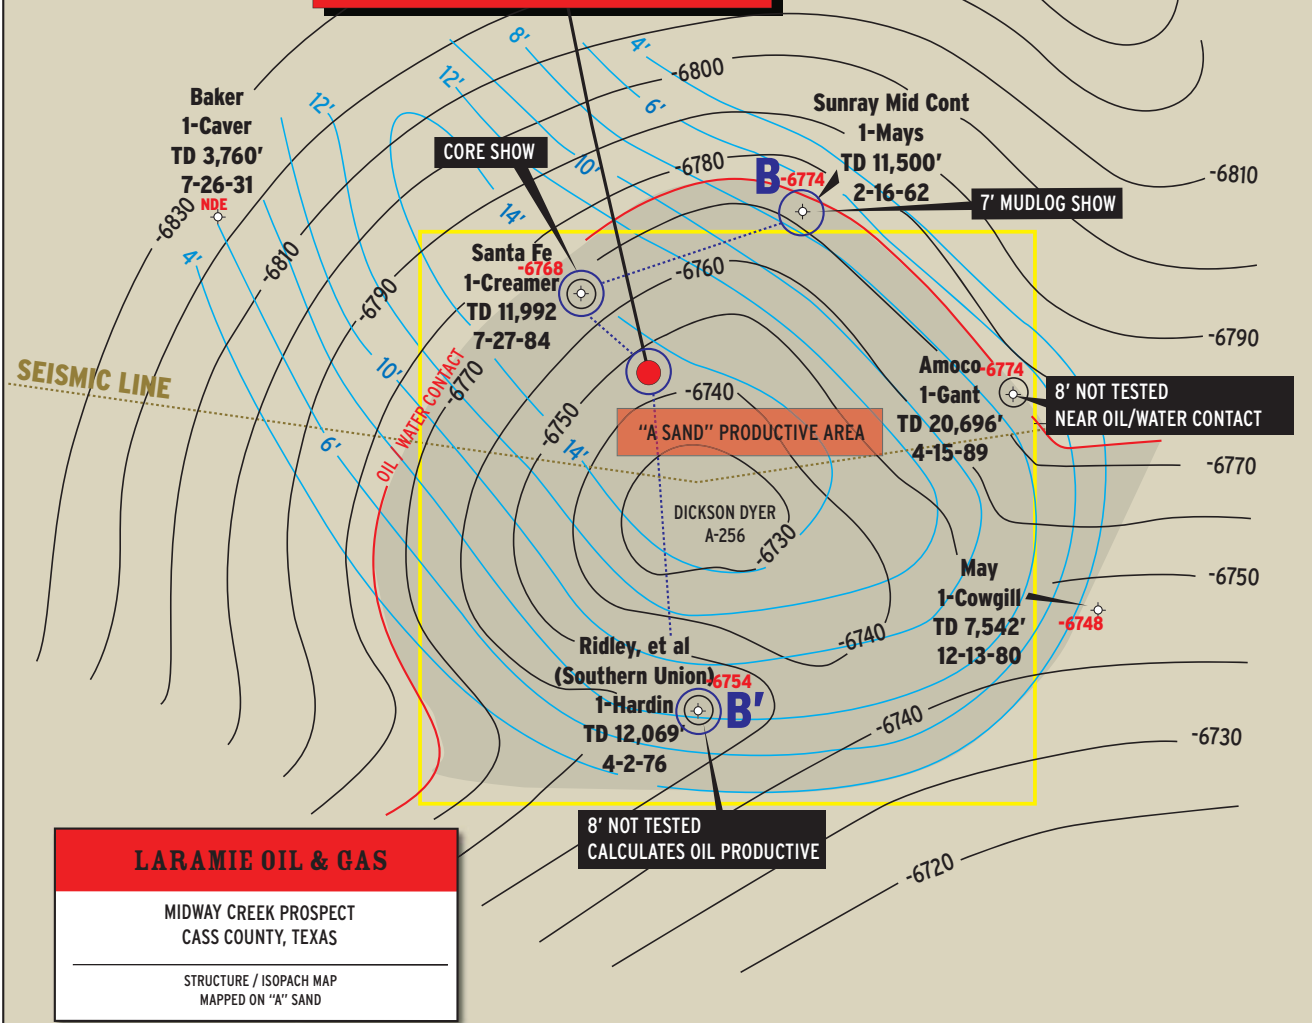 8'
4'
12'
-6800
6'
Baker
1-Caver
TD 3,760'
7-26-31
NDE
12'
Sunray Mid Cont
1-Mays
TD 11,500'
2-16-62
CORE SHOW
10'
-6780
B
-6774
7' MUDLOG SHOW
-6810
-6830
14'
4'
-6810
Santa Fe
-6768
1-Creamer
TD 11,992
7-27-84
-6760
-6790
-6790
SEISMIC LINE
10'
OIL / WATER CONTACT
-6770
-6740
Amoco
-6774
1-Gant
TD 20,696'
4-15-89
8' NOT TESTED
NEAR OIL/WATER CONTACT
-6750
"A SAND" PRODUCTIVE AREA
6'
14'
-6770
DICKSON DYER
A-256
-6730
May
1-Cowgill
TD 7,542'
12-13-80
-6748
-6750
-6740
Ridley, et al
(Southern Union)
-6754
1-Hardin
TD 12,069'
4-2-76
B'
-6740
-6730
8' NOT TESTED
CALCULATES OIL PRODUCTIVE
-6720
LARAMIE OIL & GAS
MIDWAY CREEK PROSPECT
CASS COUNTY, TEXAS
STRUCTURE / ISOPACH MAP
MAPPED ON "A" SAND